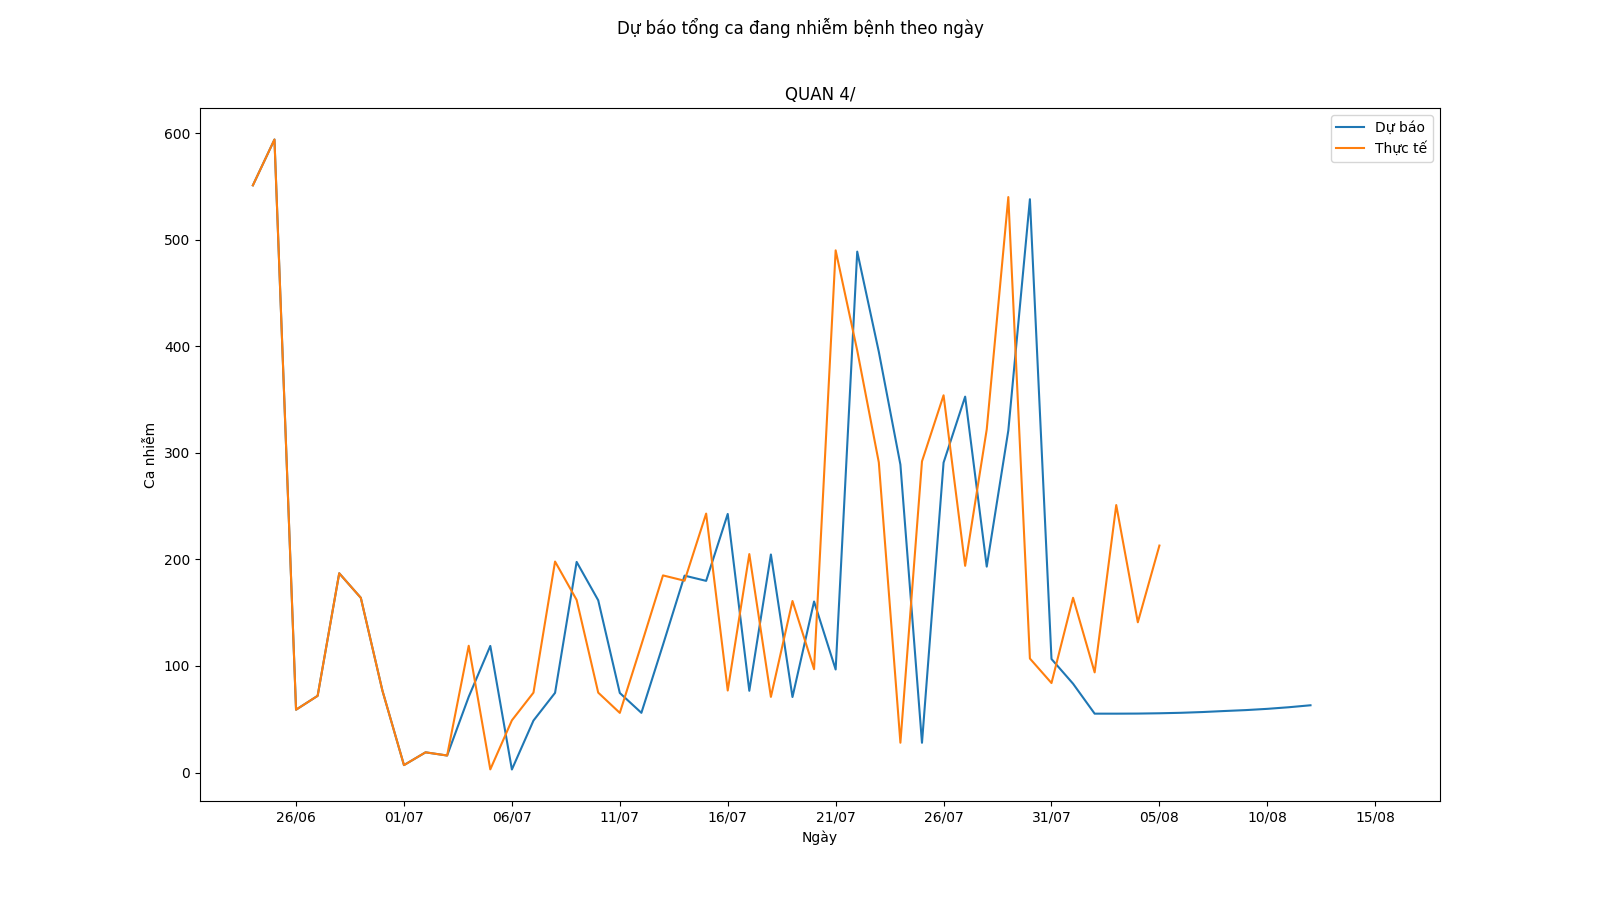 Dự báo tổng ca đang nhiễm bệnh theo ngày
QUAN 4/
Dự báo
Thực tế
600
500
400
300
200
100
0
Ca nhiễm
26/06 01/07 06/07 11/07 16/07 21/07 26/07 31/07 05/08 10/08 15/08
Ngày